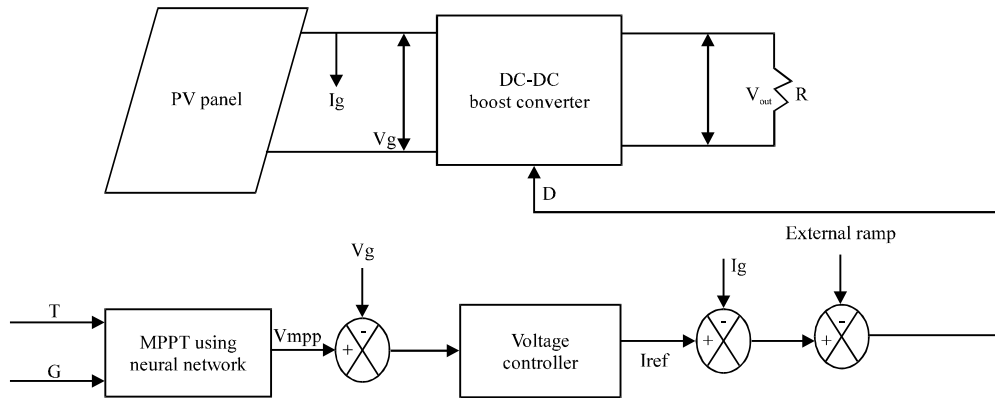 PV panel
Ig
Vg
DC-DC
boost converter
Vout
R
D
External ramp
Vg
Ig
T
G
MPPT using
neural network
Vmpp
-
+
Voltage
controller
Iref
-
+
-
+